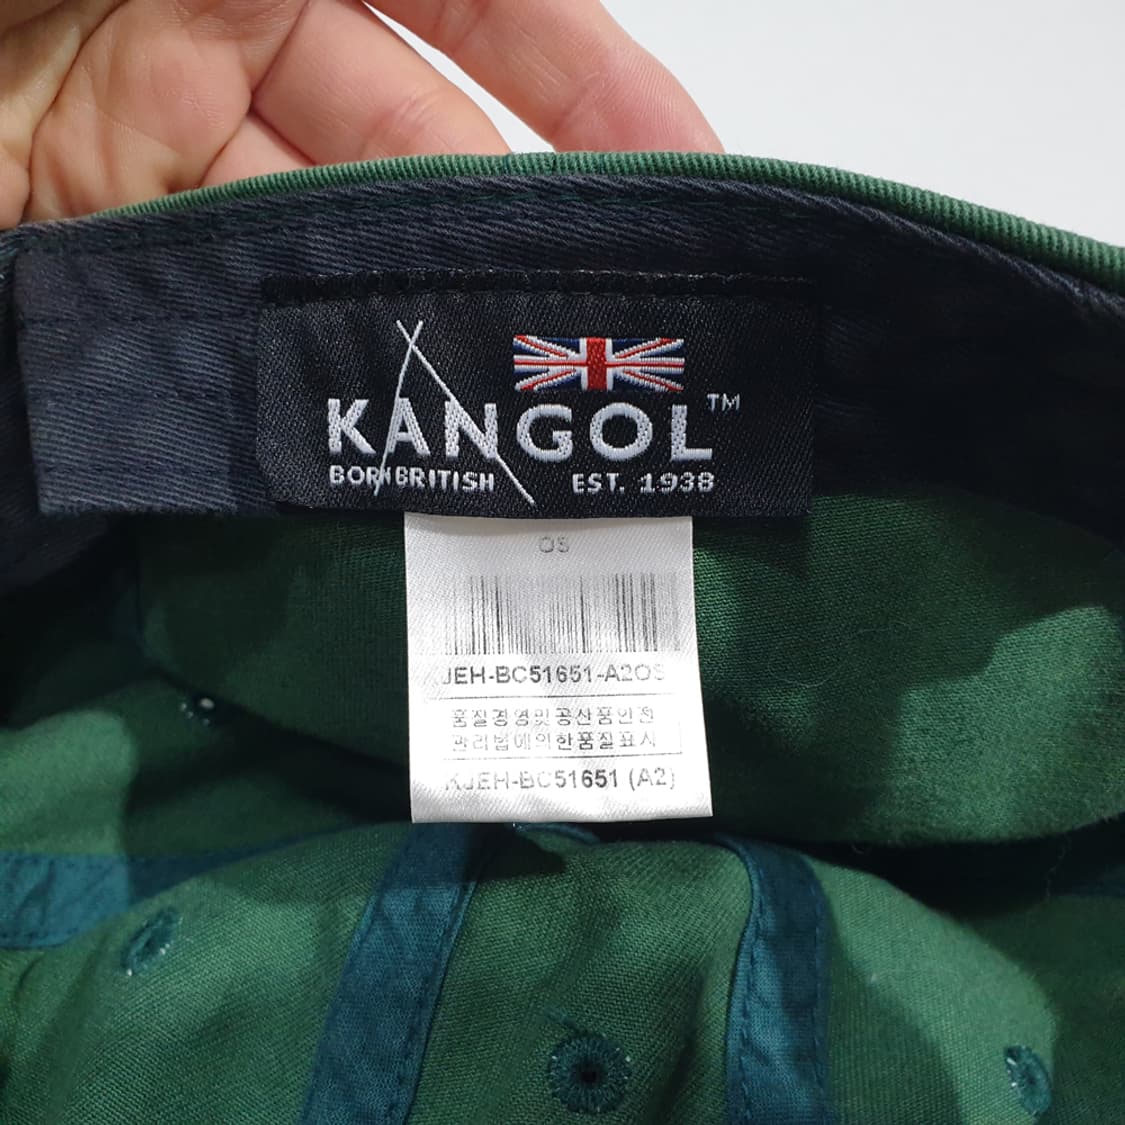 KANGOL™
BORN BRITISH EST. 1938
OS
KJEH-BC51651-A2OS
품질경영및공산품안전
관리법에의한품질표시
KJEH-BC51651 (A2)